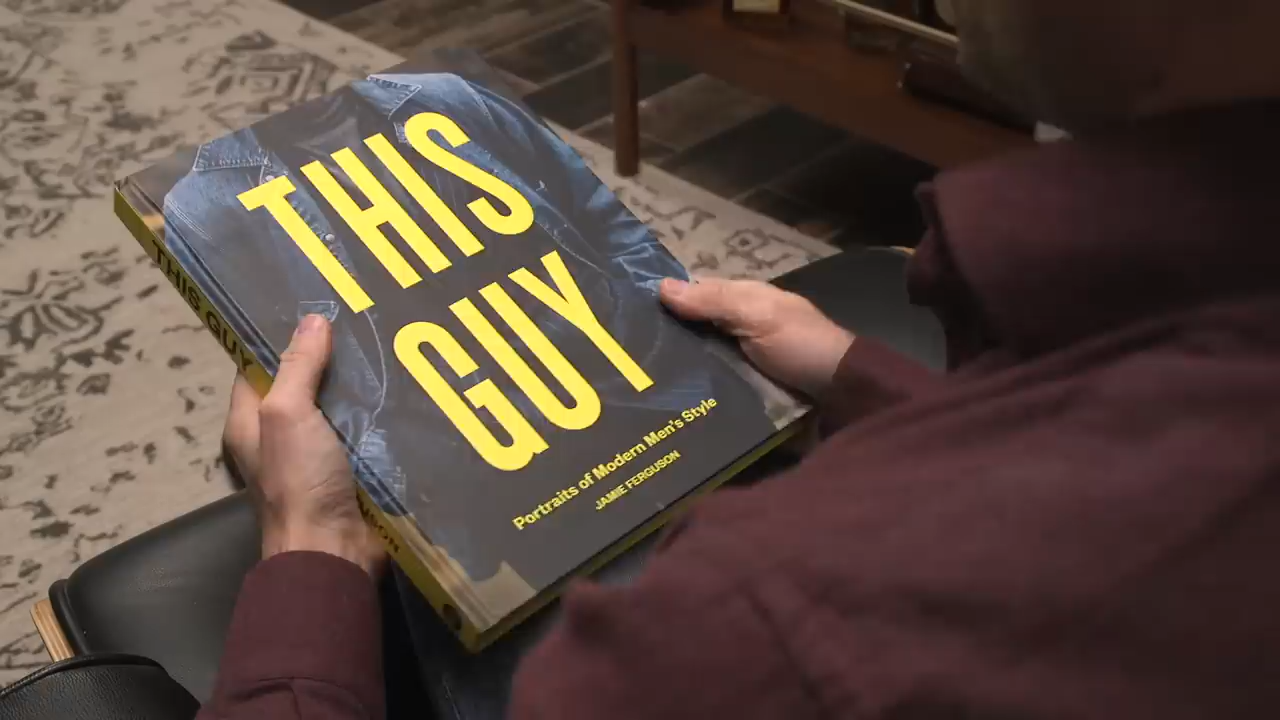 THIS
GUY
Portraits of Modern Men's Style
JAMIE FERGUSON
THIS GUY